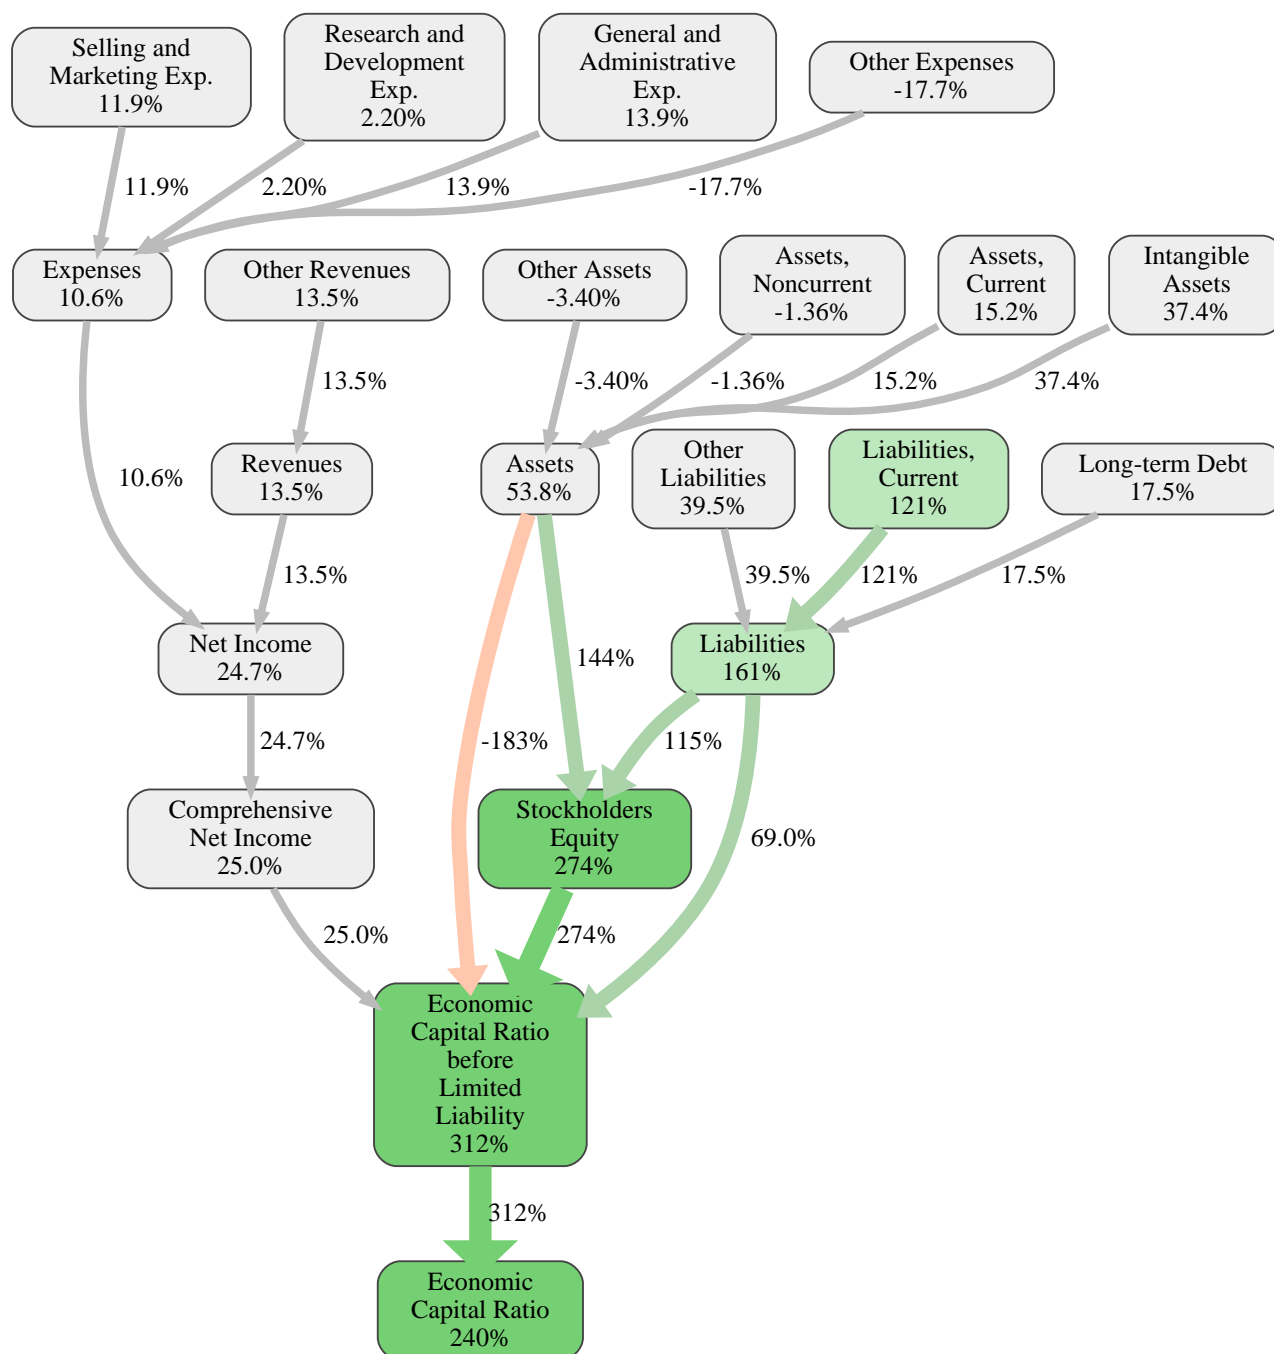 Selling and
Marketing Exp.
11.9%
Research and
Development
Exp.
2.20%
General and
Administrative
Exp.
13.9%
Other Expenses
-17.7%
11.9%
2.20%
13.9%
-17.7%
Expenses
10.6%
Other Revenues
13.5%
Other Assets
-3.40%
Assets,
Noncurrent
-1.36%
Assets,
Current
15.2%
Intangible
Assets
37.4%
13.5%
-3.40%
-1.36%
15.2%
37.4%
10.6%
Revenues
13.5%
Assets
53.8%
Other
Liabilities
39.5%
Liabilities,
Current
121%
Long-term Debt
17.5%
13.5%
39.5%
121%
17.5%
Net Income
24.7%
144%
Liabilities
161%
24.7%
-183%
115%
Comprehensive
Net Income
25.0%
Stockholders
Equity
274%
69.0%
25.0%
274%
Economic
Capital Ratio
before
Limited
Liability
312%
312%
Economic
Capital Ratio
240%